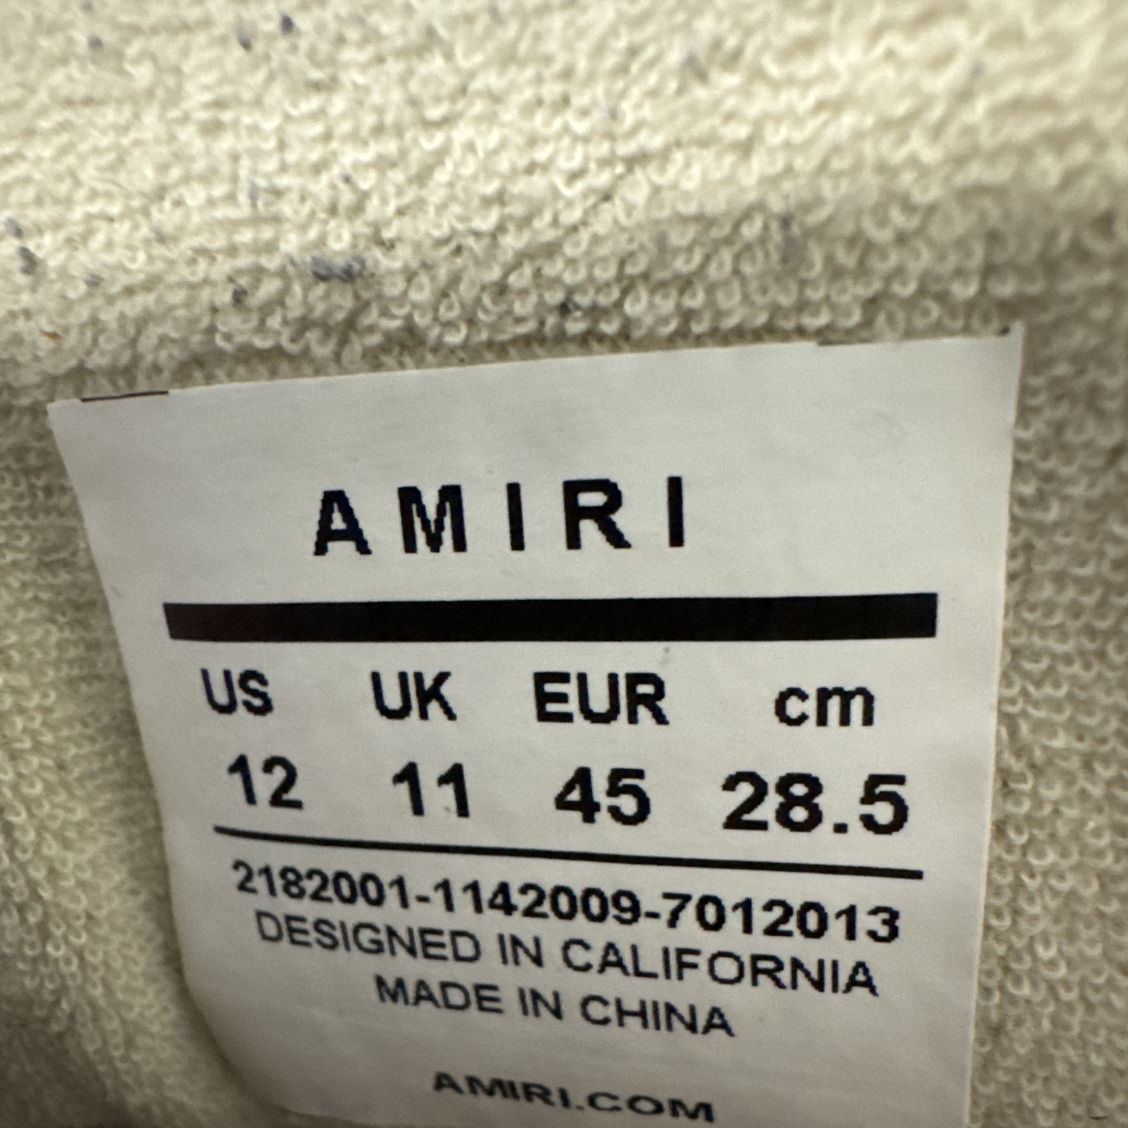 AMIRI
US UK EUR cm
12 11 45 28.5
2182001-1142009-7012013
DESIGNED IN CALIFORNIA
MADE IN CHINA
AMIRI.COM